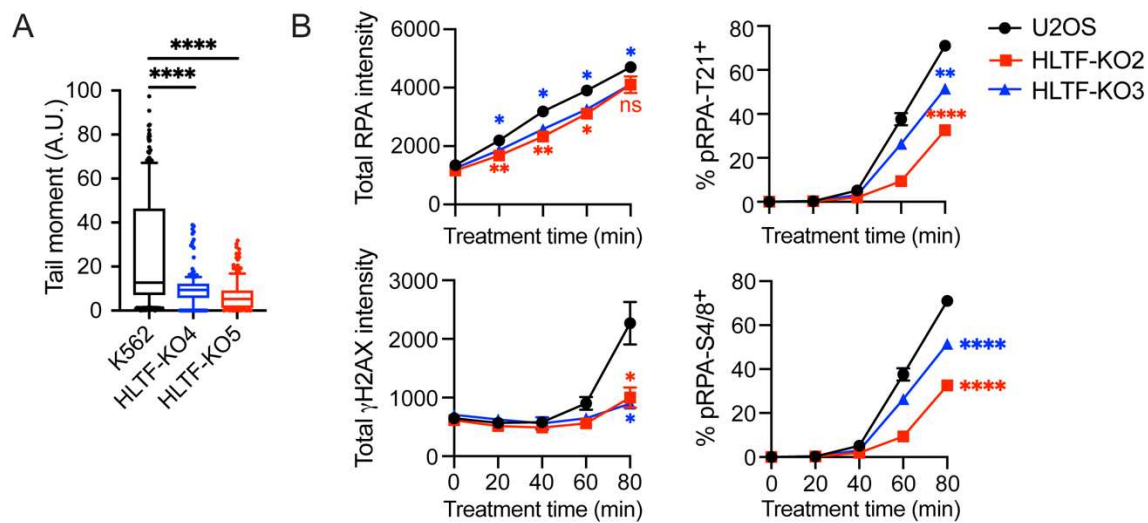 A
Tail moment (A.U.)
100
80
60
40
20
0
****
****
K562
HLTF-KO4
HLTF-KO5
B
Total RPA intensity
6000
4000
2000
0
*
*
*
*
**
**
*
ns
Treatment time (min)
% pRPA-T21+
80
60
40
20
0
**
****
Treatment time (min)
U2OS
HLTF-KO2
HLTF-KO3
Total γH2AX intensity
3000
2000
1000
0
*
*
0 20 40 60 80
Treatment time (min)
% pRPA-S4/8+
80
60
40
20
0
****
****
0 20 40 60 80
Treatment time (min)